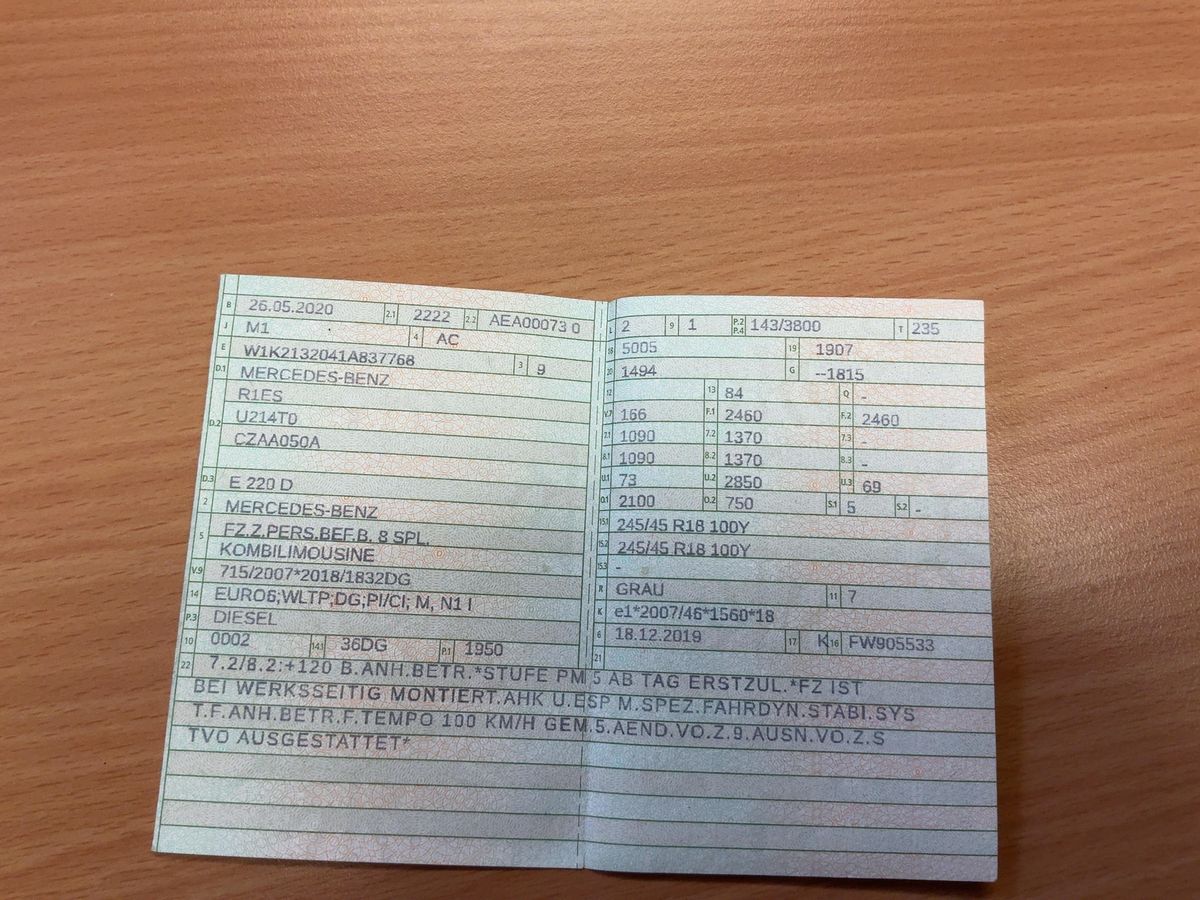 B 26.05.2020 2.1 2222 2.2 AEA00073 0
J M1 4 AC
E W1K2132041A837768 3 9
D.1 MERCEDES-BENZ
R1ES
D.2 U214T0
CZAA050A
D.3 E 220 D
2 MERCEDES-BENZ
5 FZ.Z.PERS.BEF.B. 8 SPL.
KOMBILIMOUSINE
V.9 715/2007*2018/1832DG
14 EURO6;WLTP;DG;PI/CI; M, N1 I
P.3 DIESEL
10 0002 14.1 36DG P.1 1950
L 2 9 1 P.2 P.4 143/3800 T 235
18 5005 19 1907
20 1494 G --1815
12 13 84 Q -
V.7 166 F.1 2460 F.2 2460
7.1 1090 7.2 1370 7.3 -
8.1 1090 8.2 1370 8.3 -
U.1 73 U.2 2850 U.3 69
O.1 2100 O.2 750 S.1 5 S.2 -
15.1 245/45 R18 100Y
15.2 245/45 R18 100Y
15.3 -
R GRAU 11 7
K e1*2007/46*1560*18
6 18.12.2019 17 K 16 FW905533
21
22 7.2/8.2:+120 B.ANH.BETR.*STUFE PM 5 AB TAG ERSTZUL.*FZ IST
BEI WERKSSEITIG MONTIERT.AHK U.ESP M.SPEZ.FAHRDYN.STABI.SYS
T.F.ANH.BETR.F.TEMPO 100 KM/H GEM.5.AEND.VO.Z.9.AUSN.VO.Z.S
TVO AUSGESTATTET*